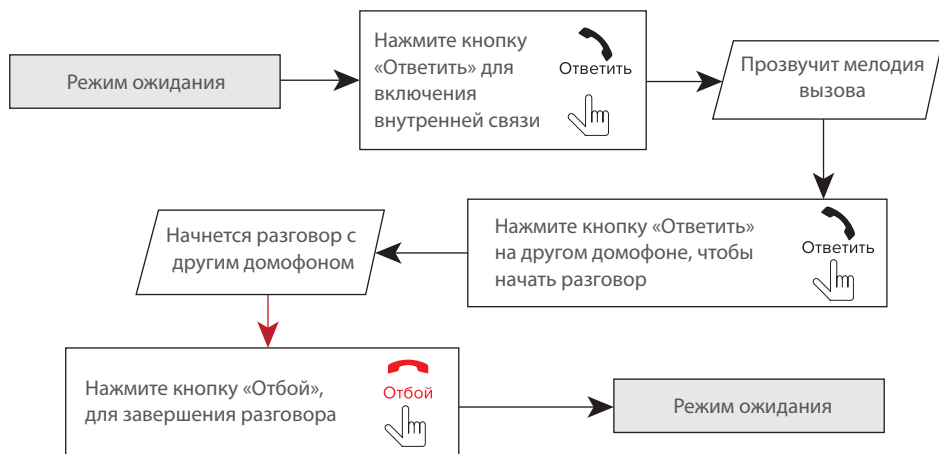 Режим ожидания
Нажмите кнопку
«Ответить» для
включения
внутренней связи
Ответить
Прозвучит мелодия
вызова
Нажмите кнопку «Ответить»
на другом домофоне, чтобы
начать разговор
Ответить
Начнется разговор с
другим домофоном
Нажмите кнопку «Отбой»,
для завершения разговора
Отбой
Режим ожидания